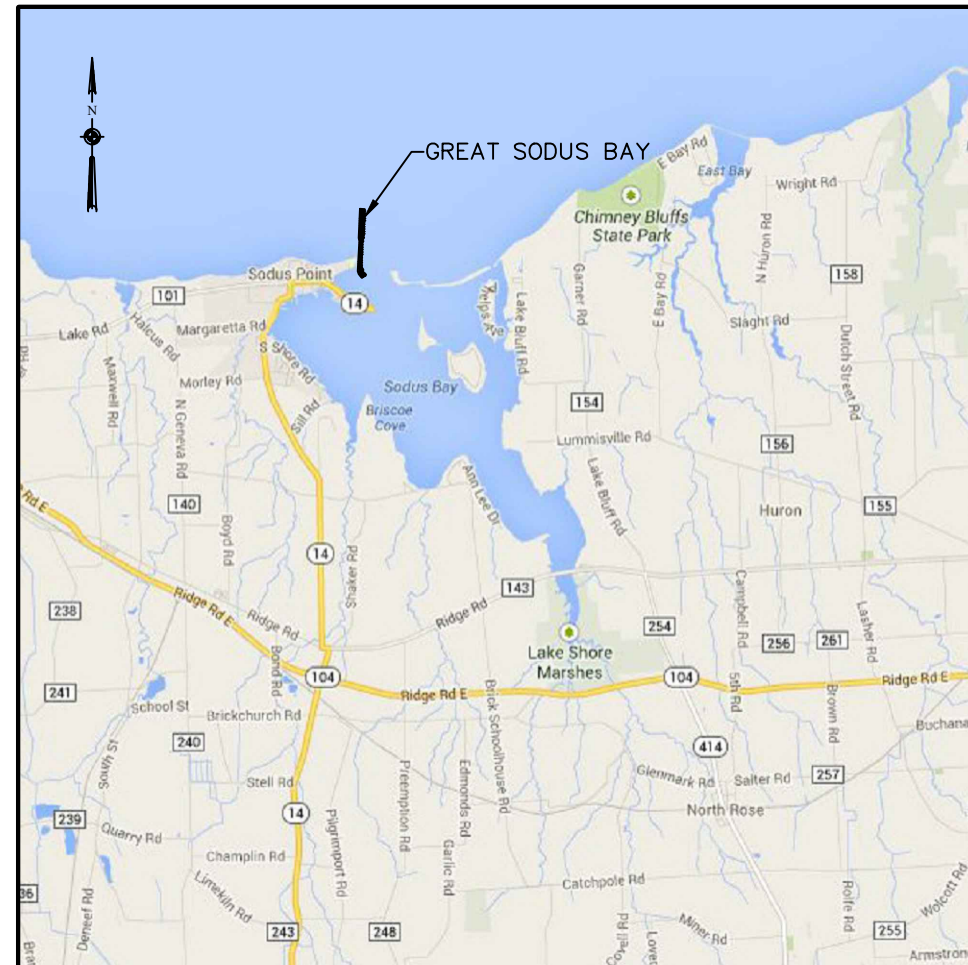 N
GREAT SODUS BAY
E Bay Rd
East Bay
Wright Rd
Chimney Bluffs
State Park
N Huron Rd
158
Sodus Point
101
14
Garner Rd
E Bay Rd
Lake Rd
Halcus Rd
Margaretta Rd
Phelps Ave
Lake Bluff Rd
Slaght Rd
Dutch Street Rd
S Shore Rd
Maxwell Rd
Morley Rd
Sodus Bay
154
N Geneva Rd
Sill Rd
Briscoe
Cove
Lummisville Rd
156
Ann Lee Dr
Lake Bluff Rd
Rd E
140
Huron
155
Boyd Rd
14
Shaker Rd
Ridge Rd E
Ridge Rd
Ridge Rd
143
Campbell Rd
Lasher Rd
238
254
256
261
Lake Shore
Marshes
Bond Rd
104
104
241
Ridge Rd E
5th Rd
Ridge Rd E
School St
Brickchurch Rd
Brick Schoolhouse Rd
Brown Rd
Buchana
South St
240
414
Stell Rd
Preemption Rd
Edmonds Rd
Glenmark Rd
Salter Rd
257
239
14
North Rose
Quarry Rd
Pilgrimport Rd
Garlic Rd
Champlin Rd
Catchpole Rd
36
Limekiln Rd
Rolfe Rd
Wolcott Rd
Deneef Rd
243
248
Miner Rd
255
Armstron